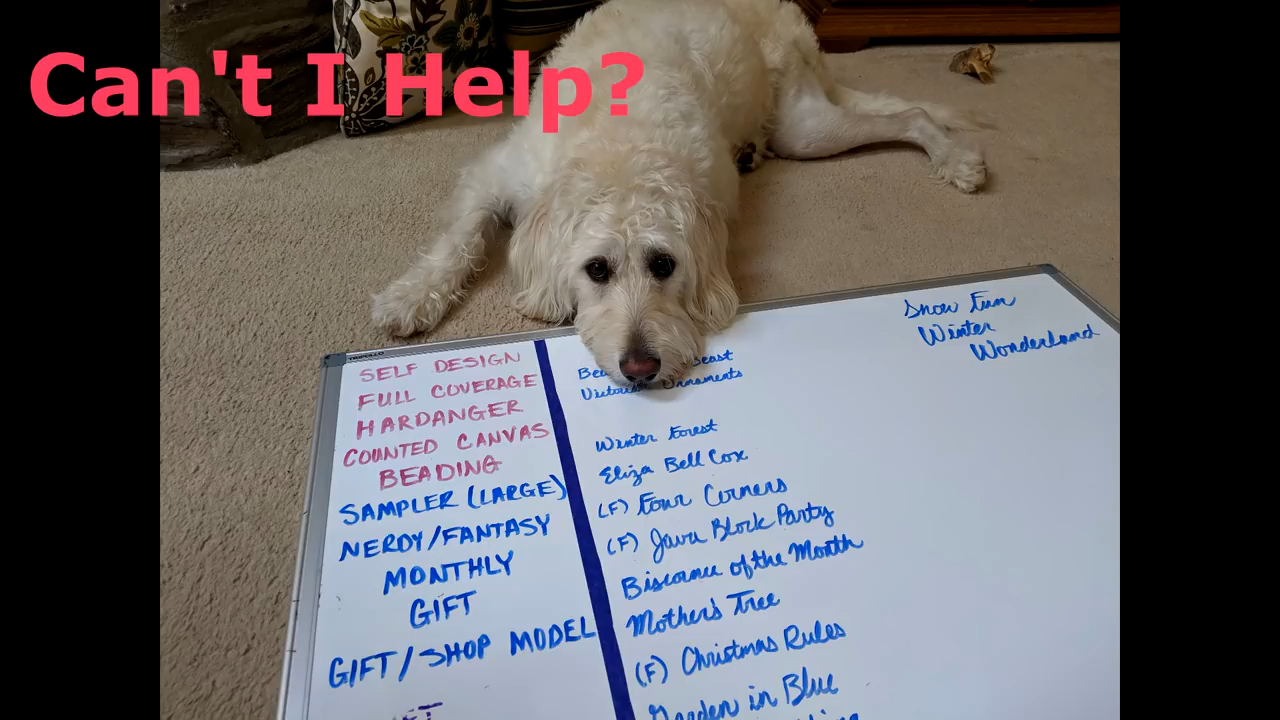 Can't I Help?
TRIPOLLO
SELF DESIGN
FULL COVERAGE
HARDANGER
COUNTED CANVAS
BEADING
SAMPLER (LARGE)
NERDY/FANTASY
MONTHLY
GIFT
GIFT/SHOP MODEL
Ornaments
Winter Forest
Eliza Bell Cox
(F) Four Corners
(F) Java Block Party
Biscornu of the Month
Mother's Tree
(F) Christmas Rules
Garden in Blue
Snow Fun
Winter
Wonderland